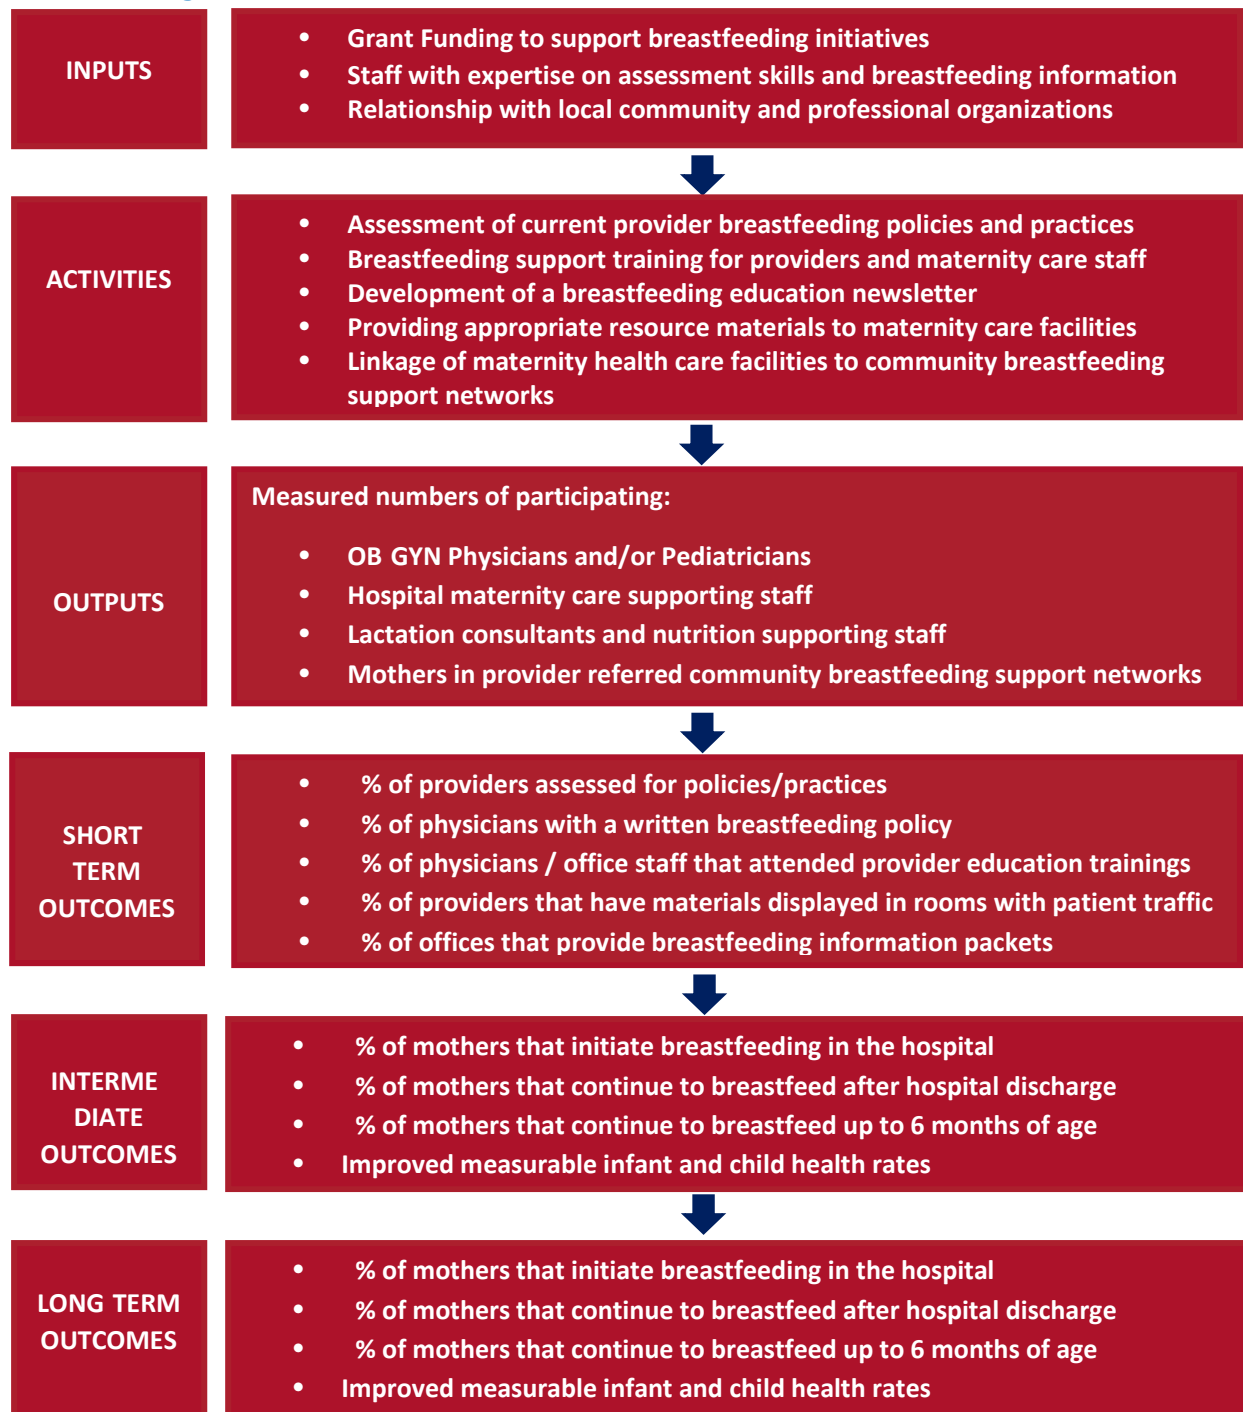 INPUTS
• Grant Funding to support breastfeeding initiatives
• Staff with expertise on assessment skills and breastfeeding information
• Relationship with local community and professional organizations
ACTIVITIES
• Assessment of current provider breastfeeding policies and practices
• Breastfeeding support training for providers and maternity care staff
• Development of a breastfeeding education newsletter
• Providing appropriate resource materials to maternity care facilities
• Linkage of maternity health care facilities to community breastfeeding
support networks
OUTPUTS
Measured numbers of participating:
• OB GYN Physicians and/or Pediatricians
• Hospital maternity care supporting staff
• Lactation consultants and nutrition supporting staff
• Mothers in provider referred community breastfeeding support networks
SHORT
TERM
OUTCOMES
• % of providers assessed for policies/practices
• % of physicians with a written breastfeeding policy
• % of physicians / office staff that attended provider education trainings
• % of providers that have materials displayed in rooms with patient traffic
• % of offices that provide breastfeeding information packets
INTERME
DIATE
OUTCOMES
• % of mothers that initiate breastfeeding in the hospital
• % of mothers that continue to breastfeed after hospital discharge
• % of mothers that continue to breastfeed up to 6 months of age
• Improved measurable infant and child health rates
LONG TERM
OUTCOMES
• % of mothers that initiate breastfeeding in the hospital
• % of mothers that continue to breastfeed after hospital discharge
• % of mothers that continue to breastfeed up to 6 months of age
• Improved measurable infant and child health rates